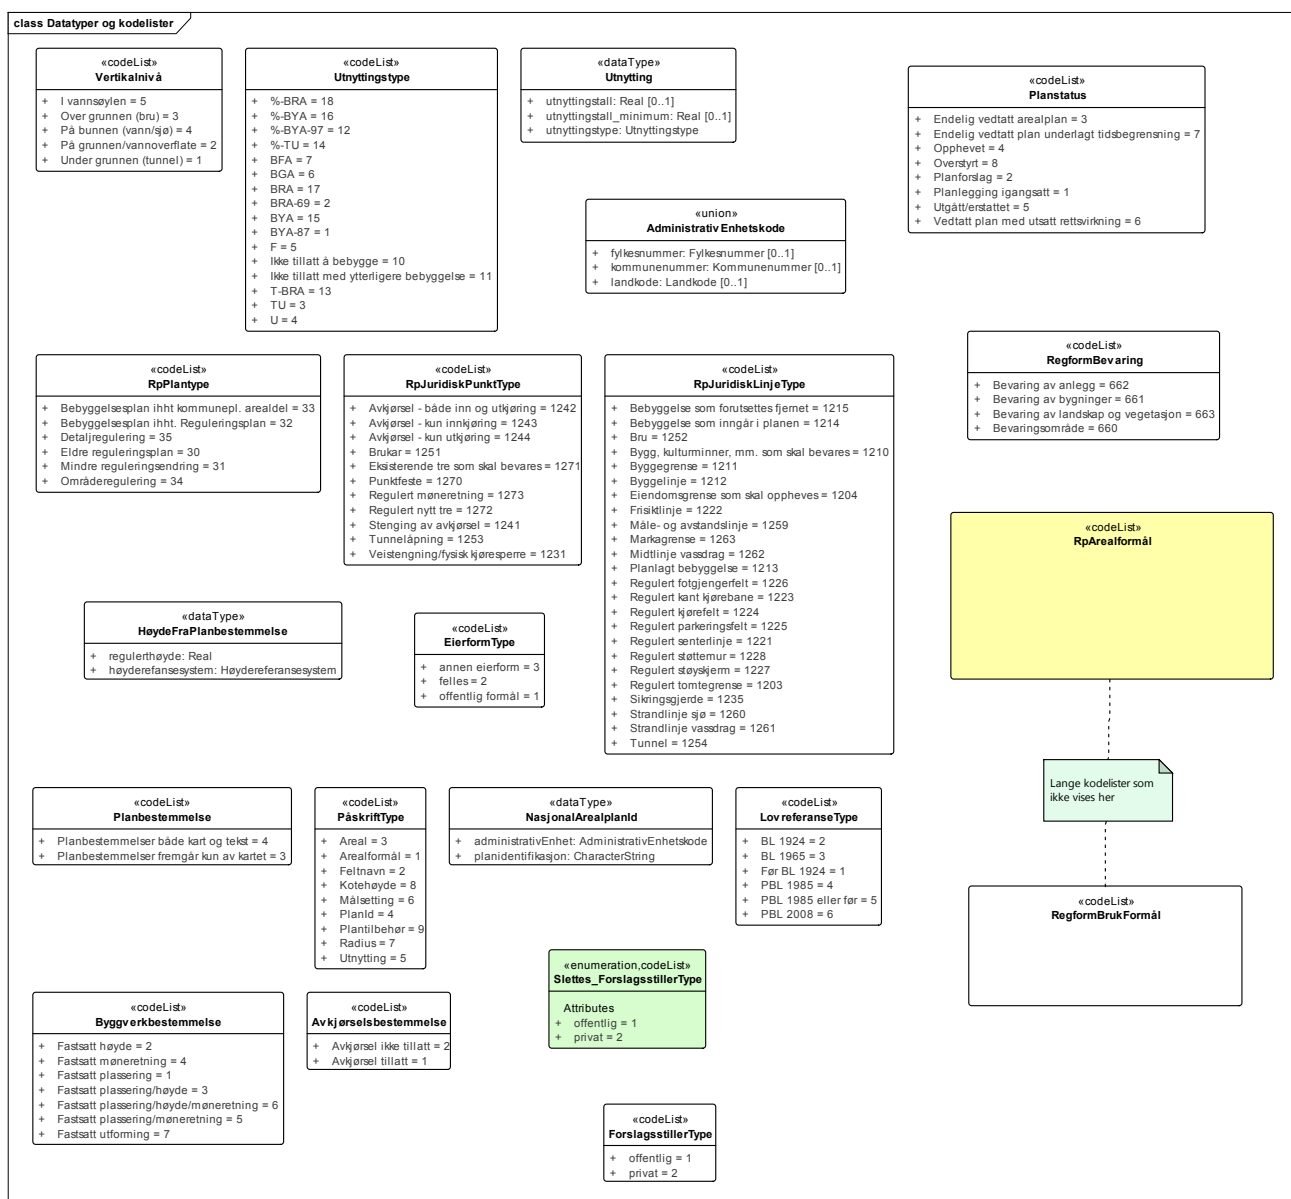 class Datatyper og kodelister
«codeList»
Vertikalnivå
+ I vannsøylen = 5
+ Over grunnen (bru) = 3
+ På bunnen (vann/sjø) = 4
+ På grunnen/vannoverflate = 2
+ Under grunnen (tunnel) = 1
«codeList»
Utnyttingstype
+ %-BRA = 18
+ %-BYA = 16
+ %-BYA-97 = 12
+ %-TU = 14
+ BFA = 7
+ BGA = 6
+ BRA = 17
+ BRA-69 = 2
+ BYA = 15
+ BYA-87 = 1
+ F = 5
+ Ikke tillatt å bebygge = 10
+ Ikke tillatt med ytterligere bebyggelse = 11
+ T-BRA = 13
+ TU = 3
+ U = 4
«dataType»
Utnytting
+ utnyttingstall: Real [0..1]
+ utnyttingstall_minimum: Real [0..1]
+ utnyttingstype: Utnyttingstype
«codeList»
Planstatus
+ Endelig vedtatt arealplan = 3
+ Endelig vedtatt plan underlagt tidsbegrensning = 7
+ Opphevet = 4
+ Overstyrt = 8
+ Planforslag = 2
+ Planlegging igangsatt = 1
+ Utgått/erstattet = 5
+ Vedtatt plan med utsatt rettsvirkning = 6
«union»
AdministrativEnhetskode
+ fylkesnummer: Fylkesnummer [0..1]
+ kommunenummer: Kommunenummer [0..1]
+ landkode: Landkode [0..1]
«codeList»
RpPlantype
+ Bebyggelsesplan ihht kommunepl. arealdel = 33
+ Bebyggelsesplan ihht. Reguleringsplan = 32
+ Detaljregulering = 35
+ Eldre reguleringsplan = 30
+ Mindre reguleringsendring = 31
+ Områderegulering = 34
«codeList»
RpJuridiskPunktType
+ Avkjørsel - både inn og utkjøring = 1242
+ Avkjørsel - kun innkjøring = 1243
+ Avkjørsel - kun utkjøring = 1244
+ Brukar = 1251
+ Eksisterende tre som skal bevares = 1271
+ Punktfeste = 1270
+ Regulert møneretning = 1273
+ Regulert nytt tre = 1272
+ Stenging av avkjørsel = 1241
+ Tunnelåpning = 1253
+ Veistengning/fysisk kjøresperre = 1231
«codeList»
RpJuridiskLinjeType
+ Bebyggelse som forutsettes fjernet = 1215
+ Bebyggelse som inngår i planen = 1214
+ Bru = 1252
+ Bygg, kulturminner, mm. som skal bevares = 1210
+ Byggegrense = 1211
+ Byggelinje = 1212
+ Eiendomsgrense som skal oppheves = 1204
+ Frisiktlinje = 1222
+ Måle- og avstandslinje = 1259
+ Markagrense = 1263
+ Midtlinje vassdrag = 1262
+ Planlagt bebyggelse = 1213
+ Regulert fotgjengerfelt = 1226
+ Regulert kant kjørebane = 1223
+ Regulert kjørefelt = 1224
+ Regulert parkeringsfelt = 1225
+ Regulert senterlinje = 1221
+ Regulert støttemur = 1228
+ Regulert støyskjerm = 1227
+ Regulert tomtegrense = 1203
+ Sikringsgjerde = 1235
+ Strandlinje sjø = 1260
+ Strandlinje vassdrag = 1261
+ Tunnel = 1254
«codeList»
RegformBevaring
+ Bevaring av anlegg = 662
+ Bevaring av bygninger = 661
+ Bevaring av landskap og vegetasjon = 663
+ Bevaringsområde = 660
«codeList»
RpArealformål
«dataType»
HøydeFraPlanbestemmelse
+ regulerthøyde: Real
+ høyderefansesystem: Høydereferansesystem
«codeList»
EierformType
+ annen eierform = 3
+ felles = 2
+ offentlig formål = 1
Lange kodelister som
ikke vises her
«codeList»
Planbestemmelse
+ Planbestemmelser både kart og tekst = 4
+ Planbestemmelser fremgår kun av kartet = 3
«codeList»
PåskriftType
+ Areal = 3
+ Arealformål = 1
+ Feltnavn = 2
+ Kotehøyde = 8
+ Målsetting = 6
+ PlanId = 4
+ Plantilbehør = 9
+ Radius = 7
+ Utnytting = 5
«dataType»
NasjonalArealplanId
+ administrativEnhet: AdministrativEnhetskode
+ planidentifikasjon: CharacterString
«codeList»
LovreferanseType
+ BL 1924 = 2
+ BL 1965 = 3
+ Før BL 1924 = 1
+ PBL 1985 = 4
+ PBL 1985 eller før = 5
+ PBL 2008 = 6
«codeList»
RegformBrukFormål
«enumeration,codeList»
Slettes_ForslagsstillerType
Attributes
+ offentlig = 1
+ privat = 2
«codeList»
Byggverkbestemmelse
+ Fastsatt høyde = 2
+ Fastsatt møneretning = 4
+ Fastsatt plassering = 1
+ Fastsatt plassering/høyde = 3
+ Fastsatt plassering/høyde/møneretning = 6
+ Fastsatt plassering/møneretning = 5
+ Fastsatt utforming = 7
«codeList»
Avkjørselsbestemmelse
+ Avkjørsel ikke tillatt = 2
+ Avkjørsel tillatt = 1
«codeList»
ForslagsstillerType
+ offentlig = 1
+ privat = 2